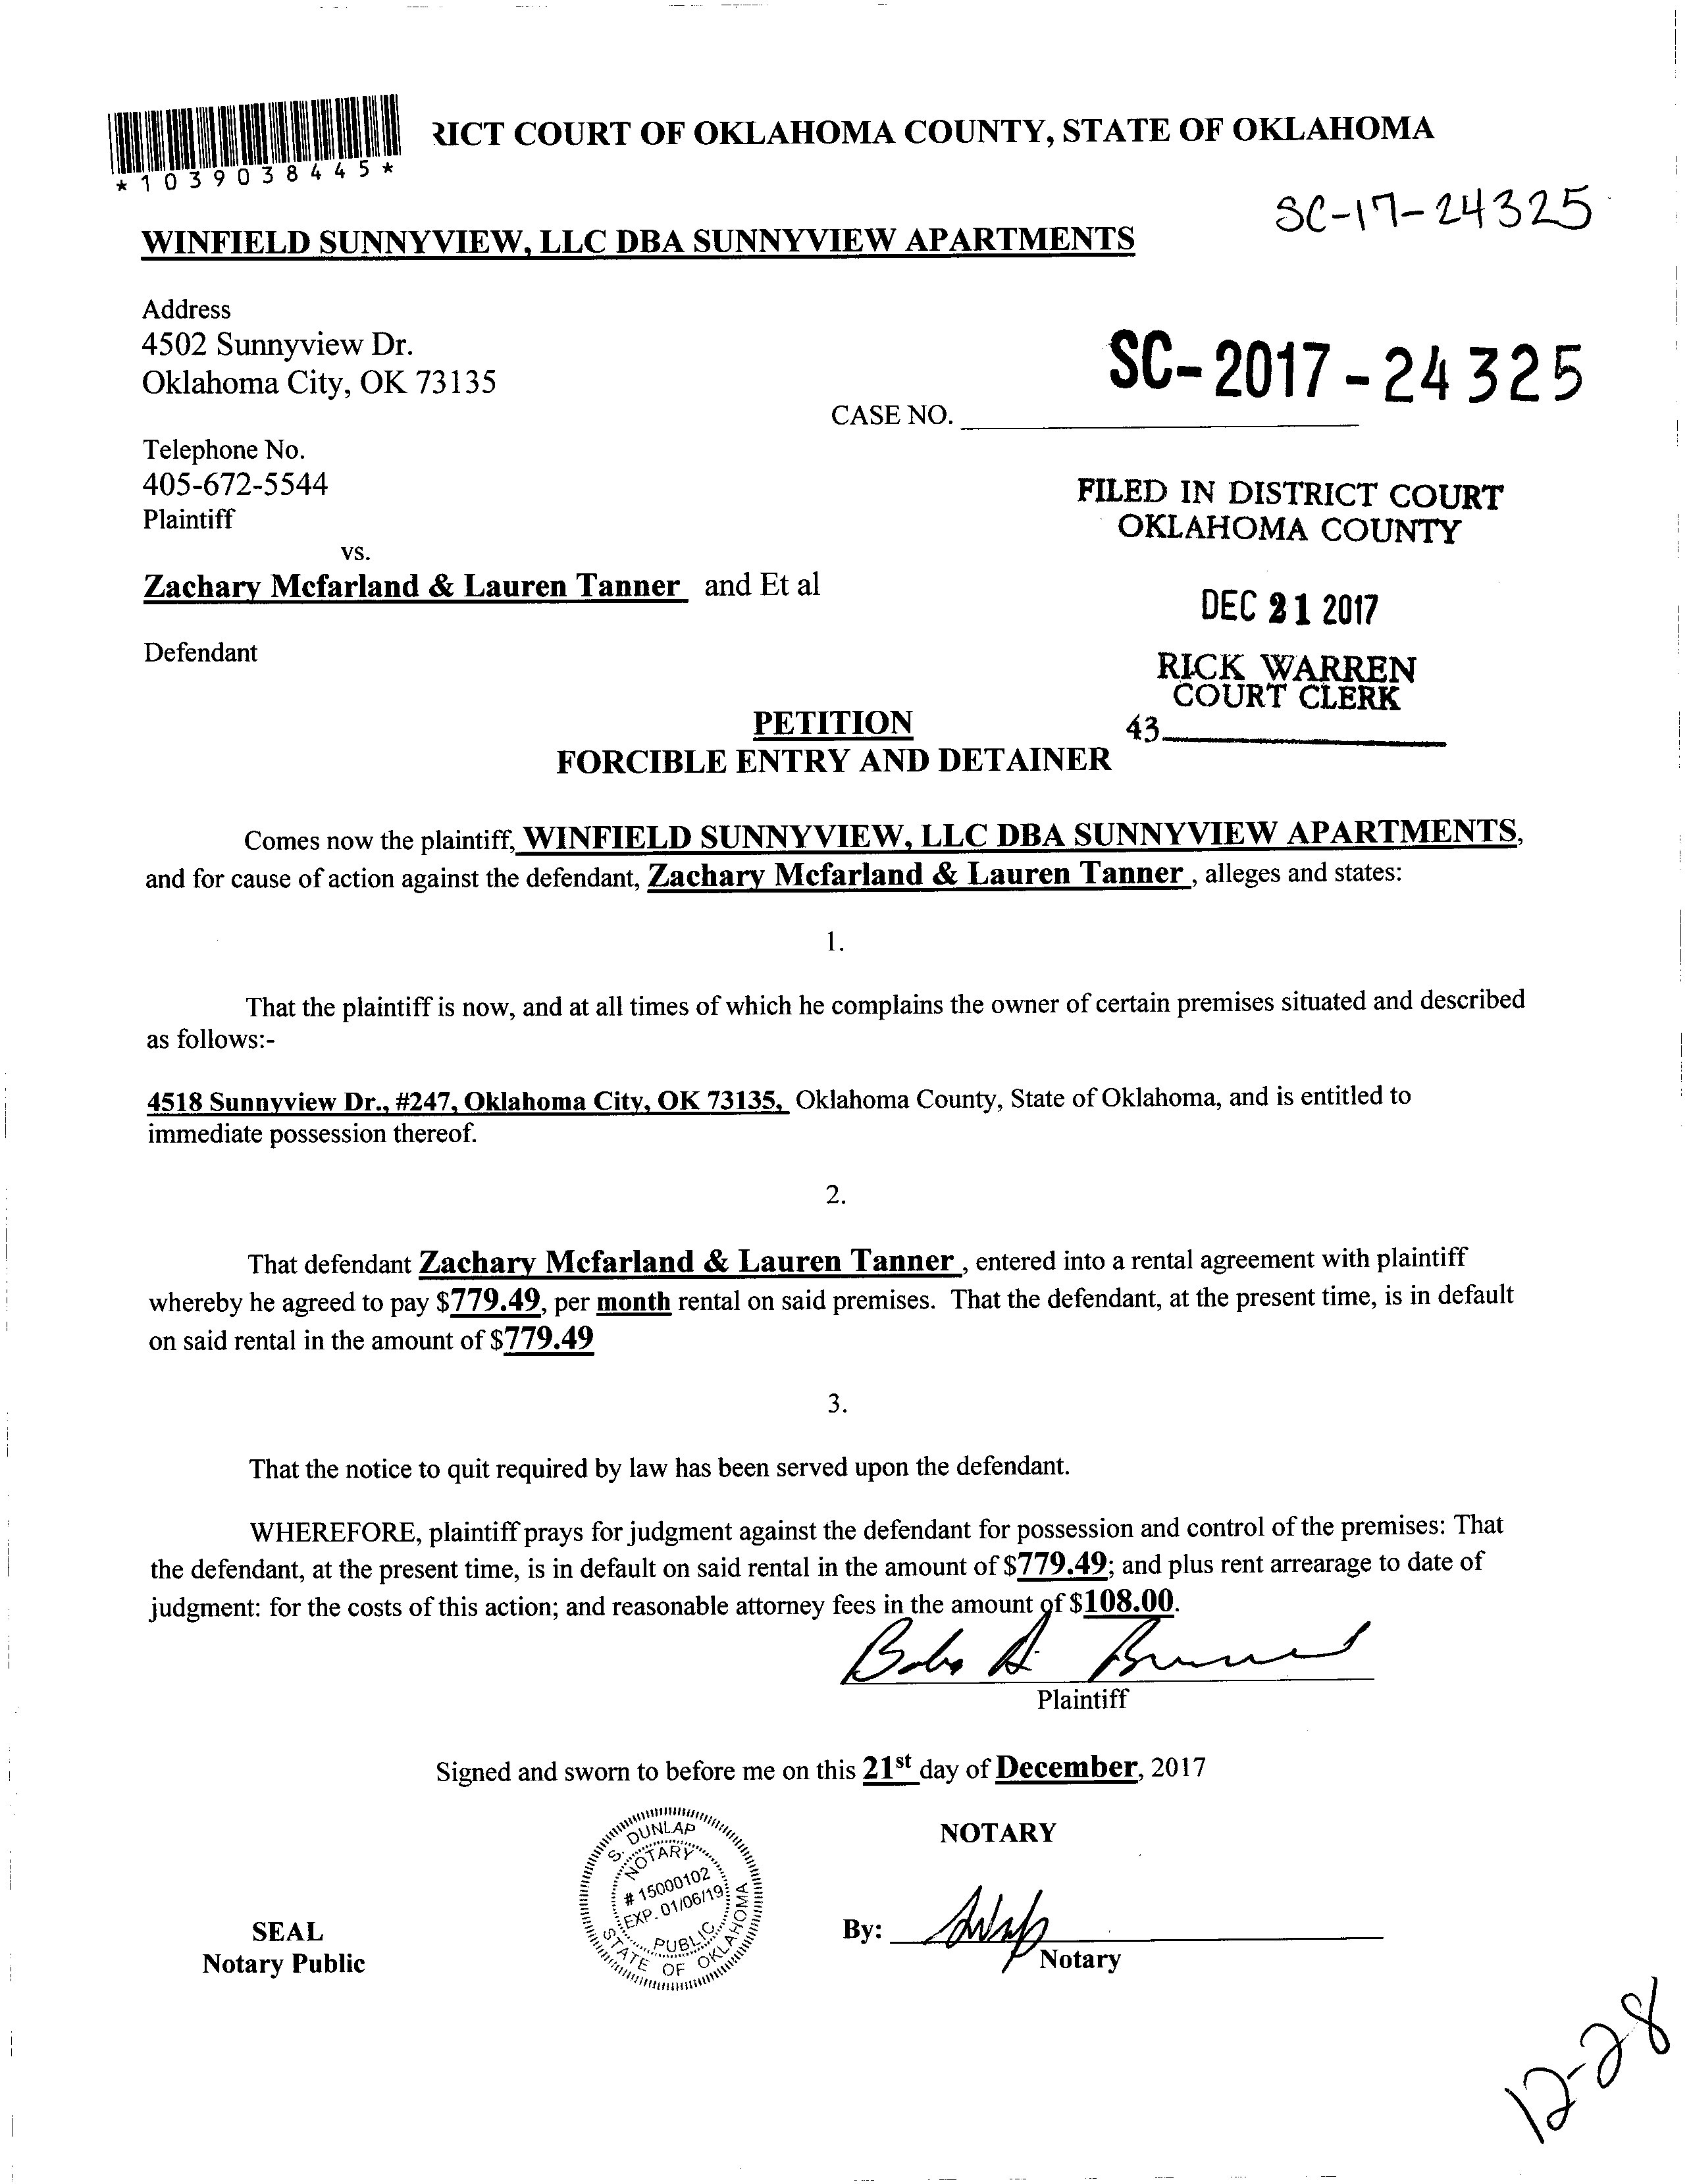 RICT COURT OF OKLAHOMA COUNTY, STATE OF OKLAHOMA
*1039038445*
SC-17-24325
WINFIELD SUNNYVIEW, LLC DBA SUNNYVIEW APARTMENTS
Address
4502 Sunnyview Dr.
Oklahoma City, OK 73135
SC-2017-24325
CASE NO.
Telephone No.
405-672-5544
Plaintiff
FILED IN DISTRICT COURT
OKLAHOMA COUNTY
vs.
Zachary Mcfarland & Lauren Tanner and Et al
DEC 21 2017
Defendant
RICK WARREN
COURT CLERK
43
PETITION
FORCIBLE ENTRY AND DETAINER
Comes now the plaintiff, WINFIELD SUNNYVIEW, LLC DBA SUNNYVIEW APARTMENTS,
and for cause of action against the defendant, Zachary Mcfarland & Lauren Tanner , alleges and states:
1.
That the plaintiff is now, and at all times of which he complains the owner of certain premises situated and described
as follows:-
4518 Sunnyview Dr., #247, Oklahoma City, OK 73135, Oklahoma County, State of Oklahoma, and is entitled to
immediate possession thereof.
2.
That defendant Zachary Mcfarland & Lauren Tanner , entered into a rental agreement with plaintiff
whereby he agreed to pay $779.49, per month rental on said premises. That the defendant, at the present time, is in default
on said rental in the amount of $779.49
3.
That the notice to quit required by law has been served upon the defendant.
WHEREFORE, plaintiff prays for judgment against the defendant for possession and control of the premises: That
the defendant, at the present time, is in default on said rental in the amount of $779.49; and plus rent arrearage to date of
judgment: for the costs of this action; and reasonable attorney fees in the amount of $108.00.
Plaintiff
Signed and sworn to before me on this 21st day of December, 2017
S. DUNLAP
NOTARY
# 15000102
EXP. 01/06/19
PUBLIC
STATE OF OKLAHOMA
NOTARY
SEAL
Notary Public
By:
Notary
12-28